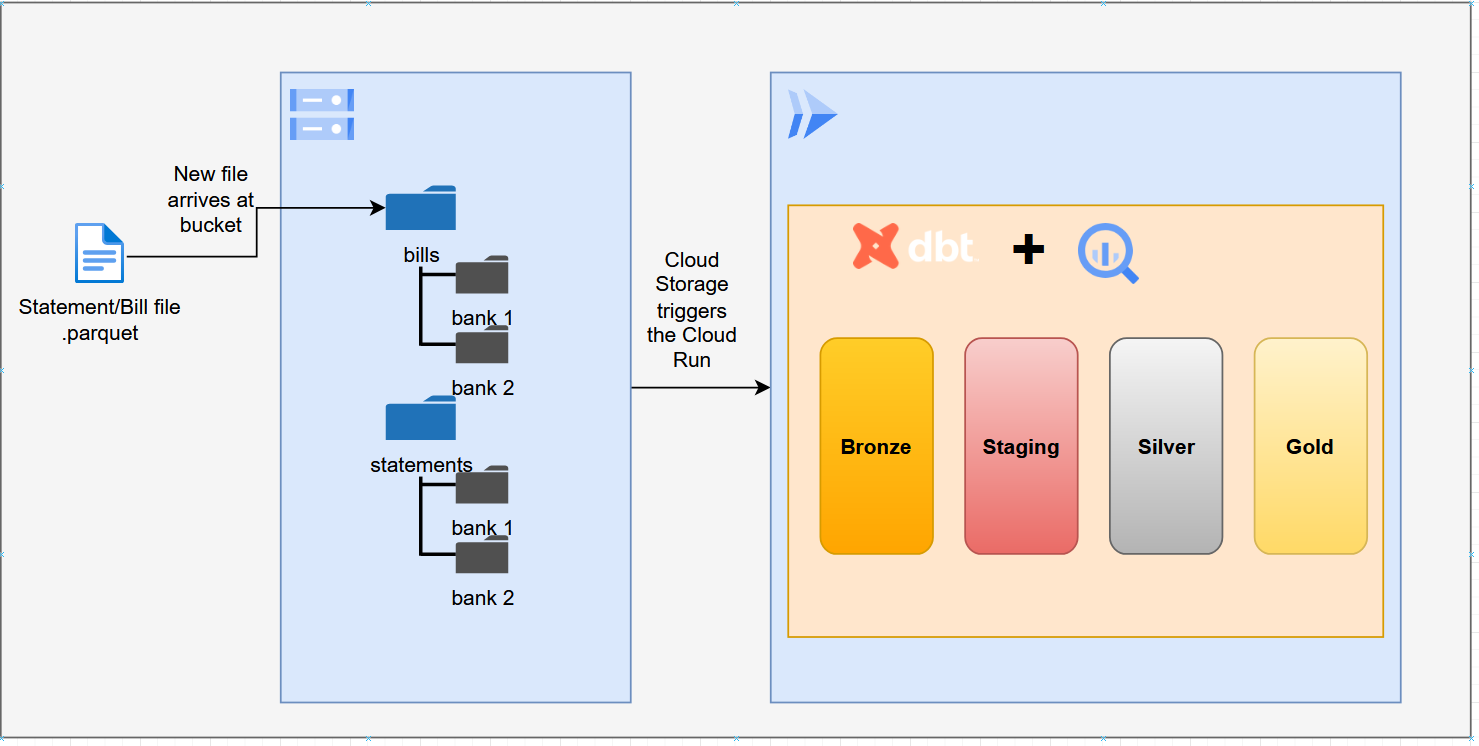 New file
arrives at
bucket
Statement/Bill file
.parquet
bills
bank 1
bank 2
statements
bank 1
bank 2
Cloud
Storage
triggers
the Cloud
Run
dbt
Bronze
Staging
Silver
Gold